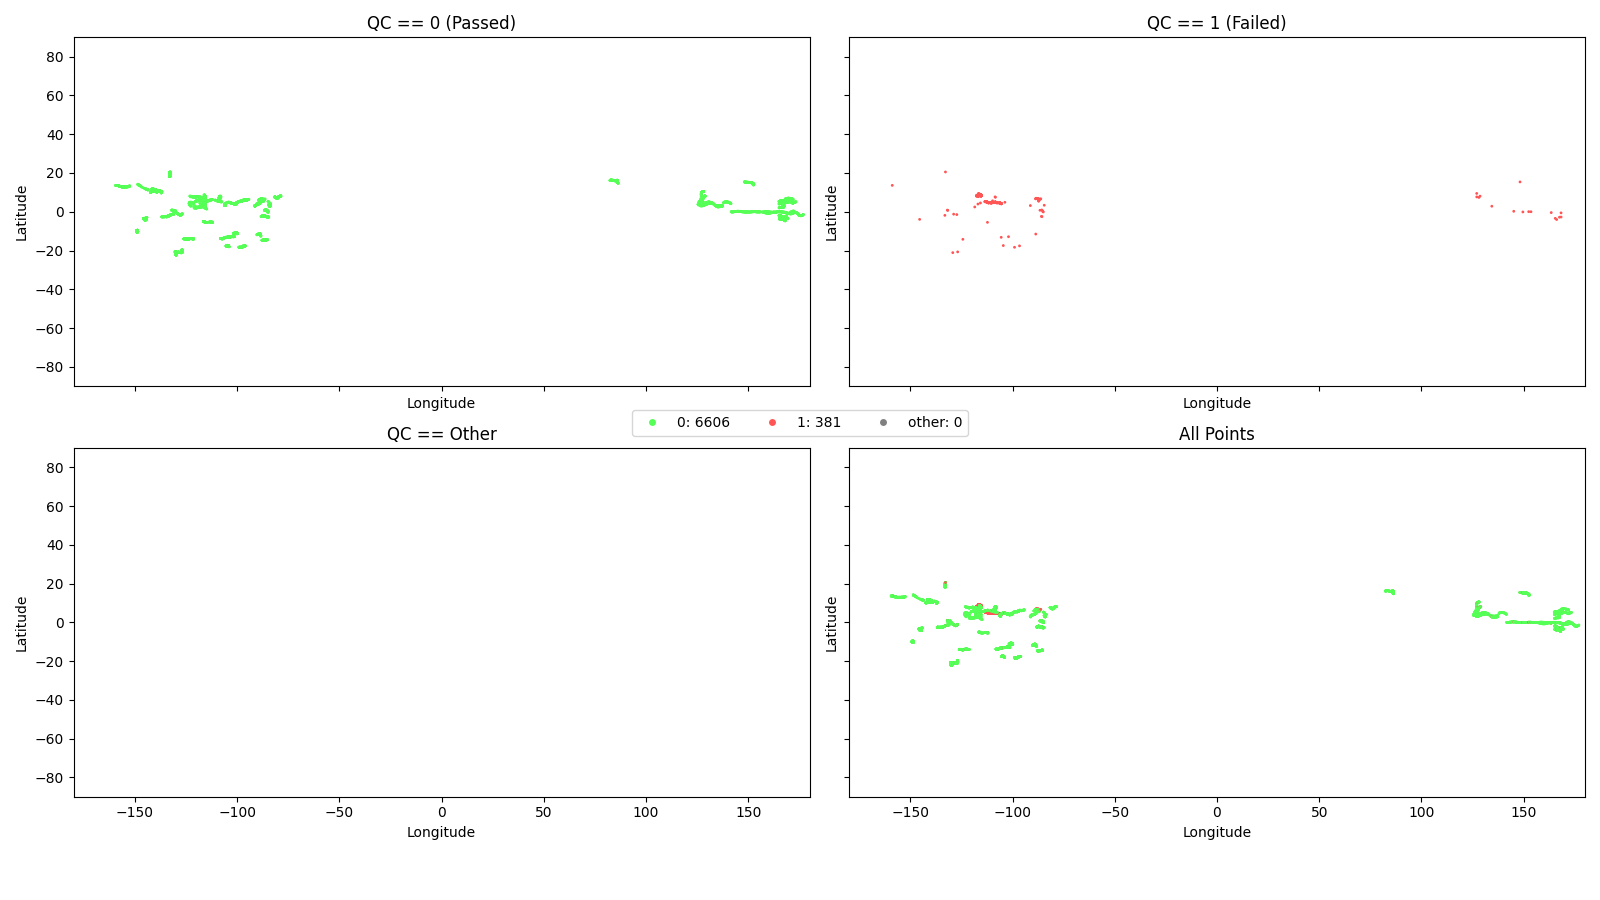 QC == 0 (Passed)
QC == 1 (Failed)
80
60
40
20
0
−20
−40
−60
−80
Latitude
Latitude
Longitude
Longitude
0: 6606
1: 381
other: 0
QC == Other
All Points
80
60
40
20
0
−20
−40
−60
−80
Latitude
Latitude
−150 −100 −50 0 50 100 150
−150 −100 −50 0 50 100 150
Longitude
Longitude